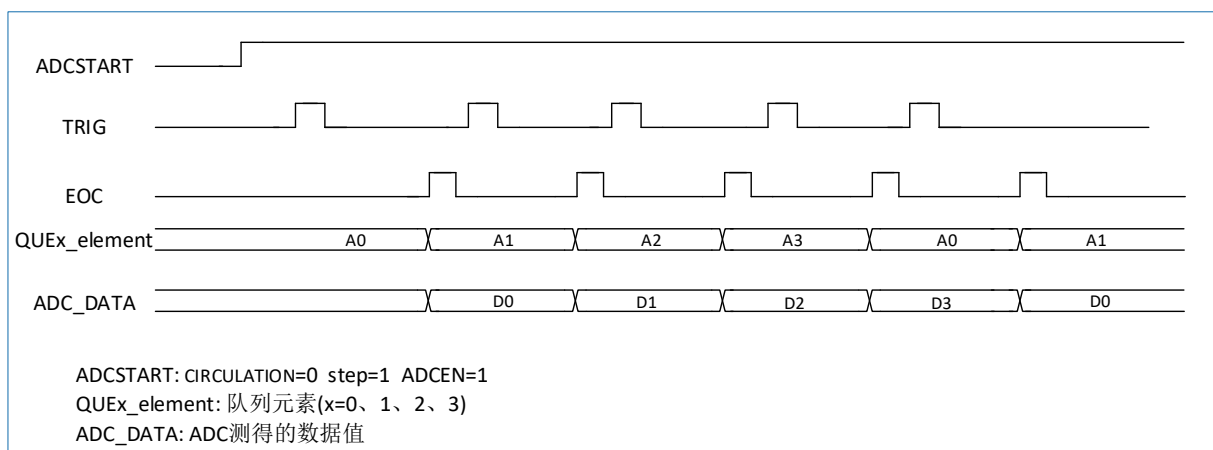 ADCSTART
TRIG
EOC
QUEx_element A0 A1 A2 A3 A0 A1
ADC_DATA D0 D1 D2 D3 D0
ADCSTART: CIRCULATION=0 step=1 ADCEN=1
QUEx_element: 队列元素(x=0、1、2、3)
ADC_DATA: ADC测得的数据值